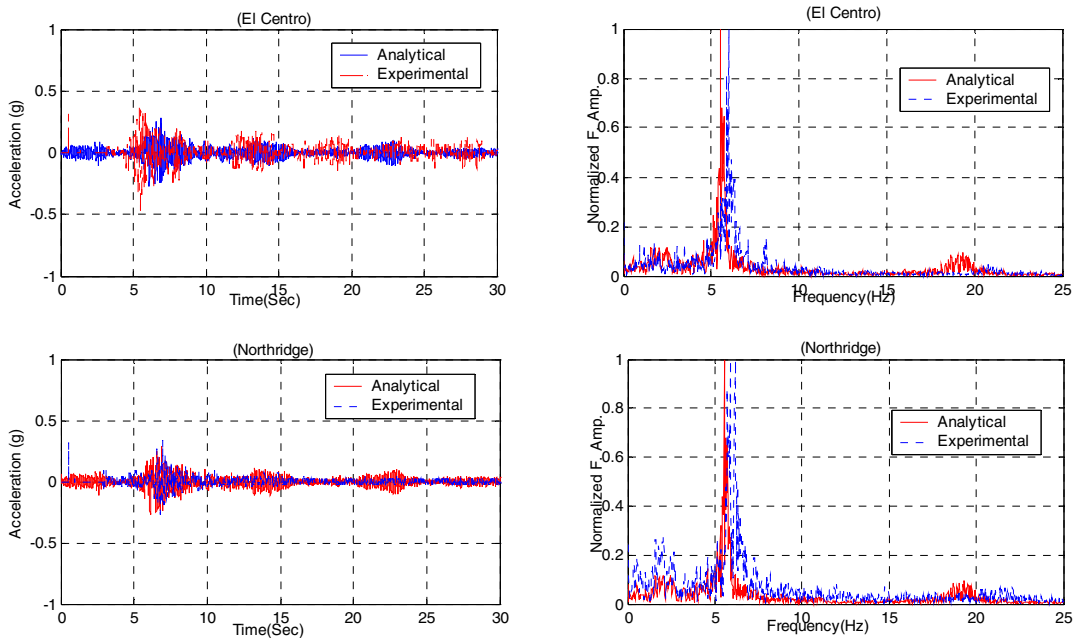 (El Centro)
1
0.5
0
-0.5
-1
Acceleration (g)
Analytical
Experimental
0 5 10 15 20 25 30
Time(Sec)
(El Centro)
1
0.8
0.6
0.4
0.2
0
Normalized F. Amp.
Analytical
Experimental
0 5 10 15 20 25
Frequency(Hz)
(Northridge)
1
0.5
0
-0.5
-1
Acceleration (g)
Analytical
Experimental
0 5 10 15 20 25 30
Time(Sec)
(Northridge)
1
0.8
0.6
0.4
0.2
0
Normalized F. Amp.
Analytical
Experimental
0 5 10 15 20 25
Frequency(Hz)